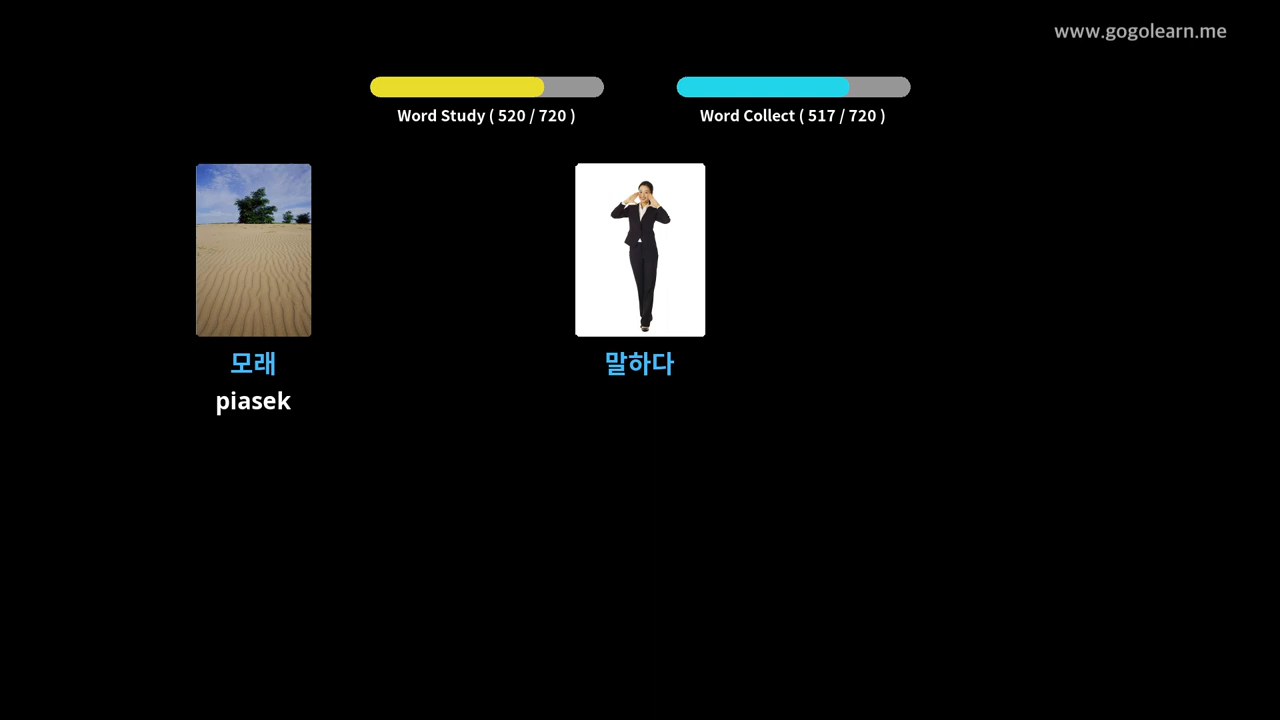 www.gogolearn.me
Word Study ( 520 / 720 )
Word Collect ( 517 / 720 )
모래
말하다
piasek